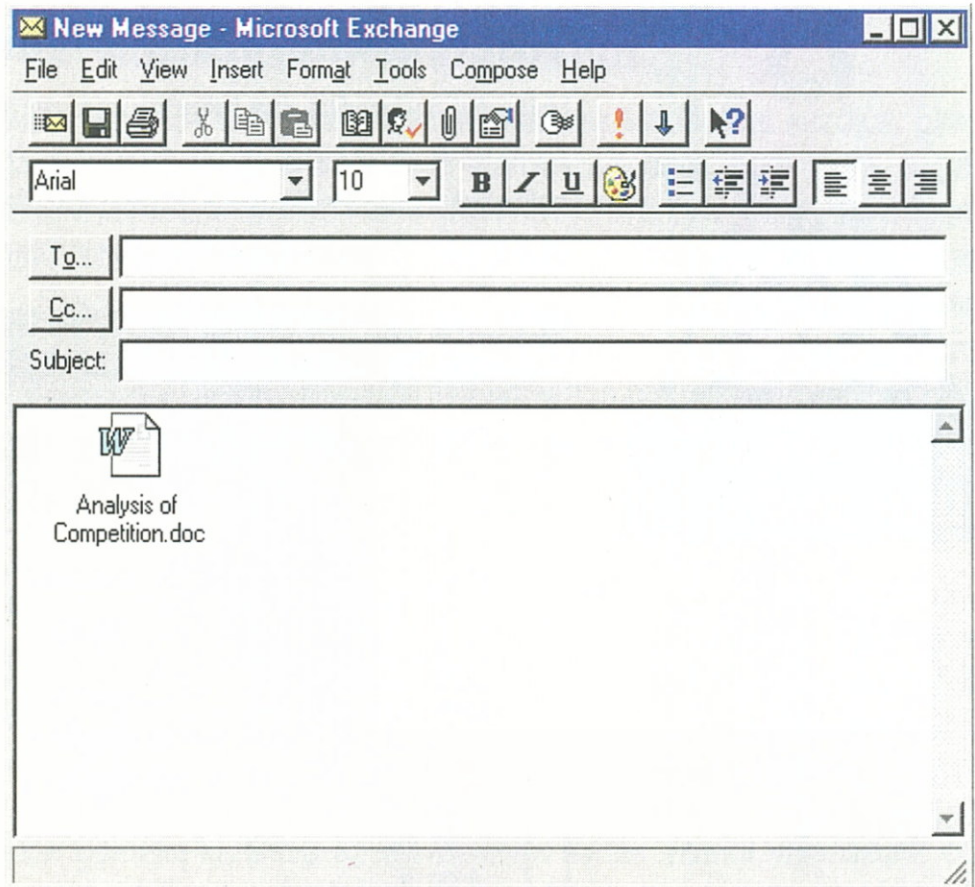 New Message - Microsoft Exchange
File Edit View Insert Format Tools Compose Help
Arial 10 B I U
To...
Cc...
Subject:
Analysis of
Competition.doc